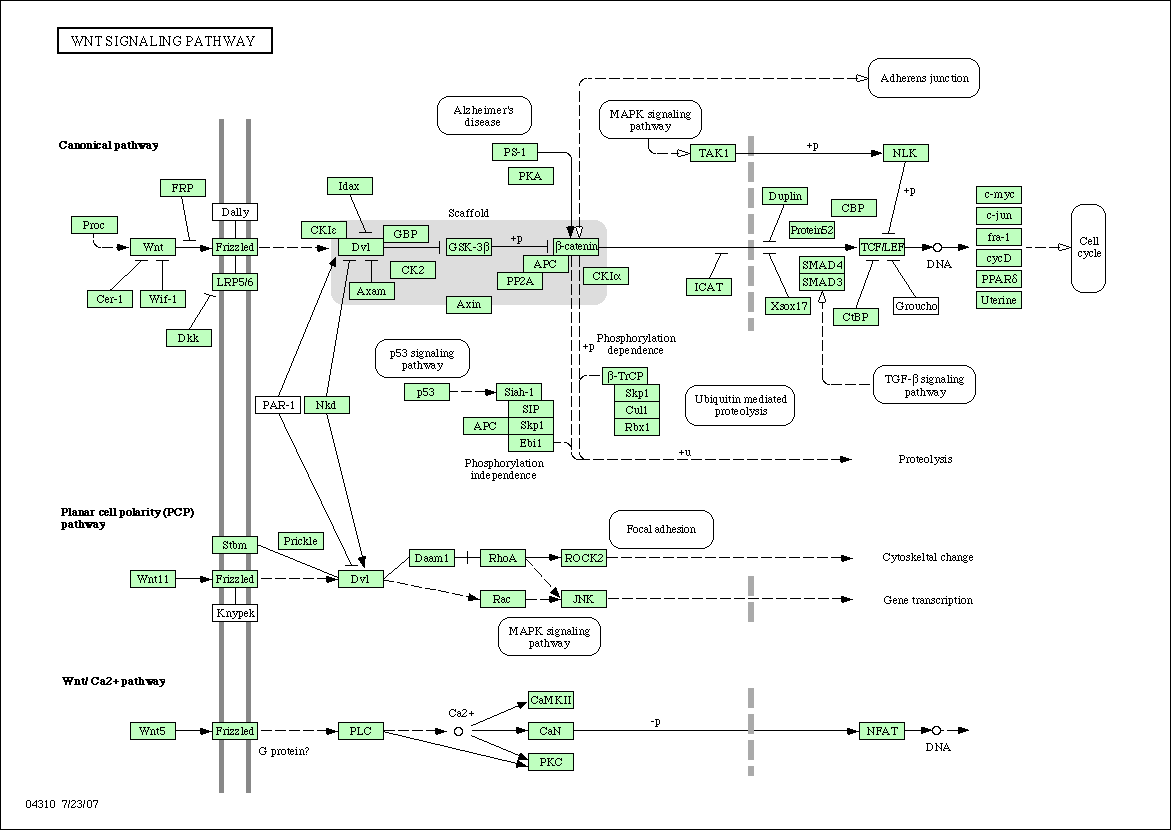 WNT SIGNALING PATHWAY
Adherens junction
Alzheimer's
disease
MAPK signaling
pathway
Canonical pathway
PS-1
TAK1
+p
NLK
PKA
FRP
Idax
Duplin
+p
c-myc
Dally
Scaffold
CBP
c-jun
Proc
CKIε
GBP
Protein52
fra-1
Wnt
Frizzled
Dvl
GSK-3β
+p
β-catenin
TCF/LEF
DNA
Cell
cycle
cycD
APC
SMAD4
CK2
PP2A
CKIα
SMAD3
PPARδ
LRP5/6
Axam
ICAT
Cer-1
Wif-1
Axin
Xsox17
CtBP
Groucho
Uterine
Dkk
p53 signaling
pathway
+p
Phosphorylation
dependence
β-TrCP
Skp1
Cul1
Rbx1
Ubiquitin mediated
proteolysis
TGF-β signaling
pathway
p53
Siah-1
SIP
APC
Skp1
Ebi1
PAR-1
Nkd
Phosphorylation
independence
+u
Proteolysis
Planar cell polarity (PCP)
pathway
Focal adhesion
Stbm
Prickle
Daam1
RhoA
ROCK2
Cytoskeltal change
Wnt11
Frizzled
Dvl
Rac
JNK
Gene transcription
Knypek
MAPK signaling
pathway
Wnt/ Ca2+ pathway
CaMKII
Ca2+
Wnt5
Frizzled
PLC
CaN
-p
NFAT
DNA
G protein?
PKC
04310 7/23/07